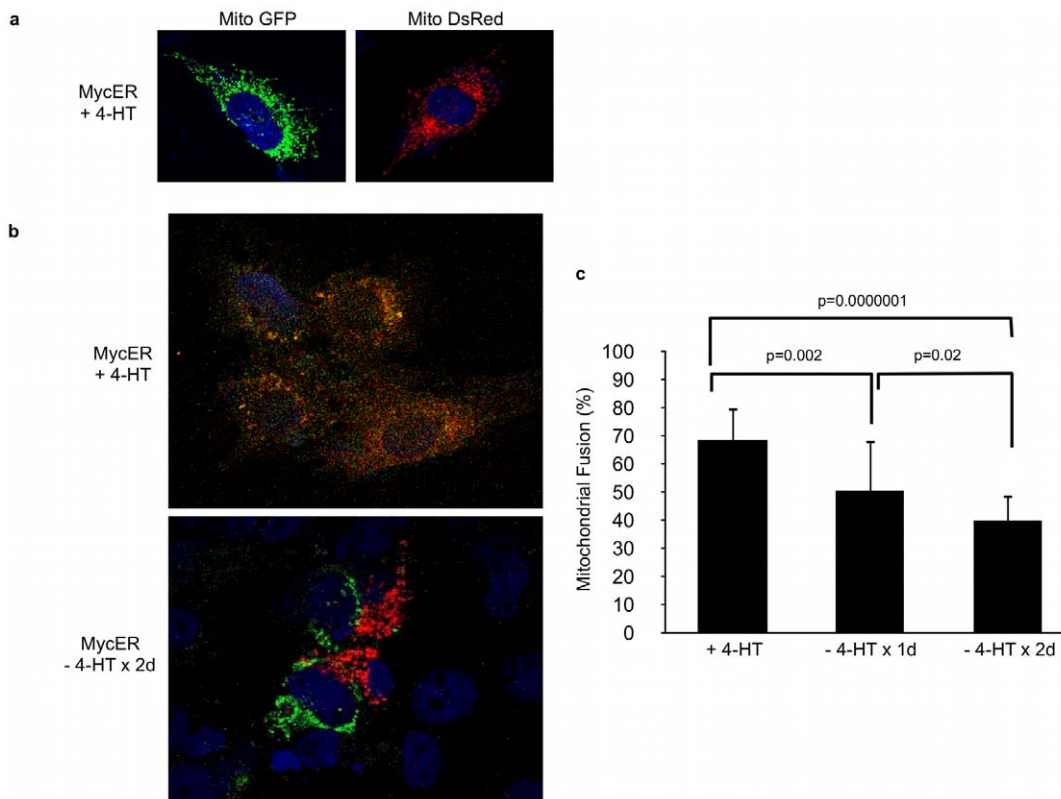 a
Mito GFP
Mito DsRed
MycER
+ 4-HT
b
MycER
+ 4-HT
MycER
- 4-HT x 2d
c
p=0.0000001
p=0.002
p=0.02
Mitochondrial Fusion (%)
100
90
80
70
60
50
40
30
20
10
0
+ 4-HT
- 4-HT x 1d
- 4-HT x 2d